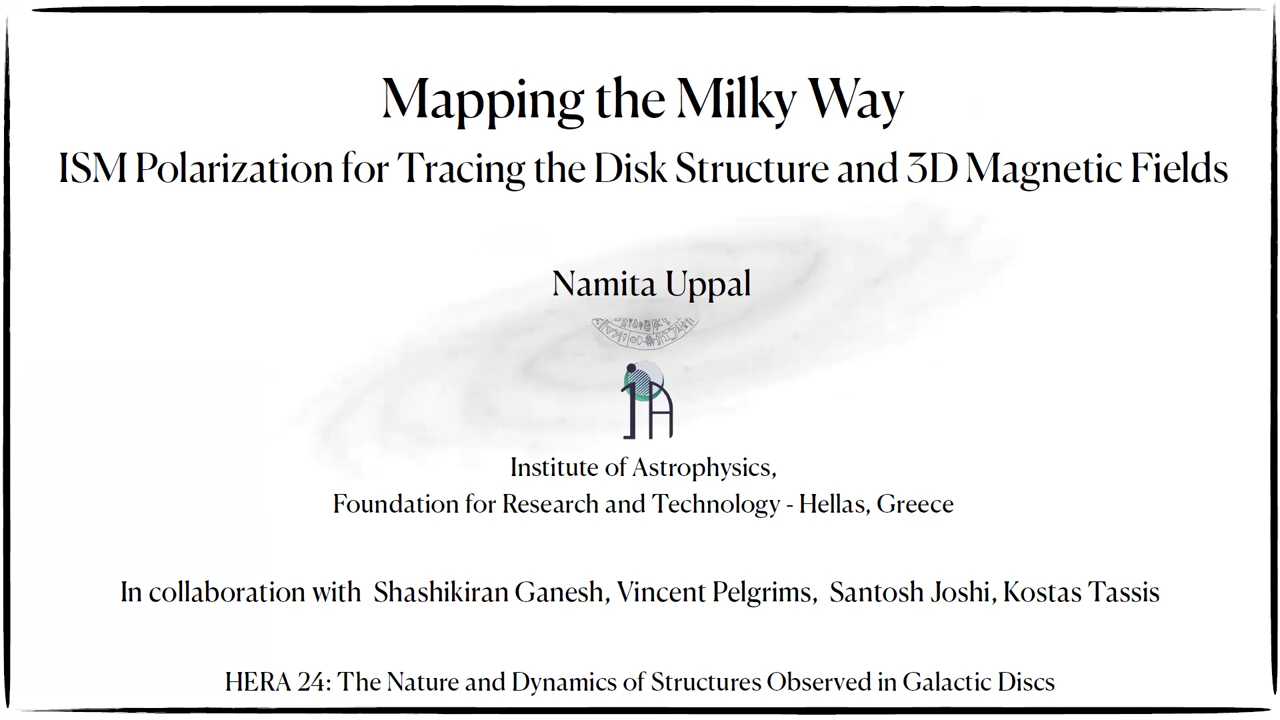 Mapping the Milky Way
ISM Polarization for Tracing the Disk Structure and 3D Magnetic Fields
Namita Uppal
IA
Institute of Astrophysics,
Foundation for Research and Technology - Hellas, Greece
In collaboration with Shashikiran Ganesh, Vincent Pelgrims, Santosh Joshi, Kostas Tassis
HERA 24: The Nature and Dynamics of Structures Observed in Galactic Discs